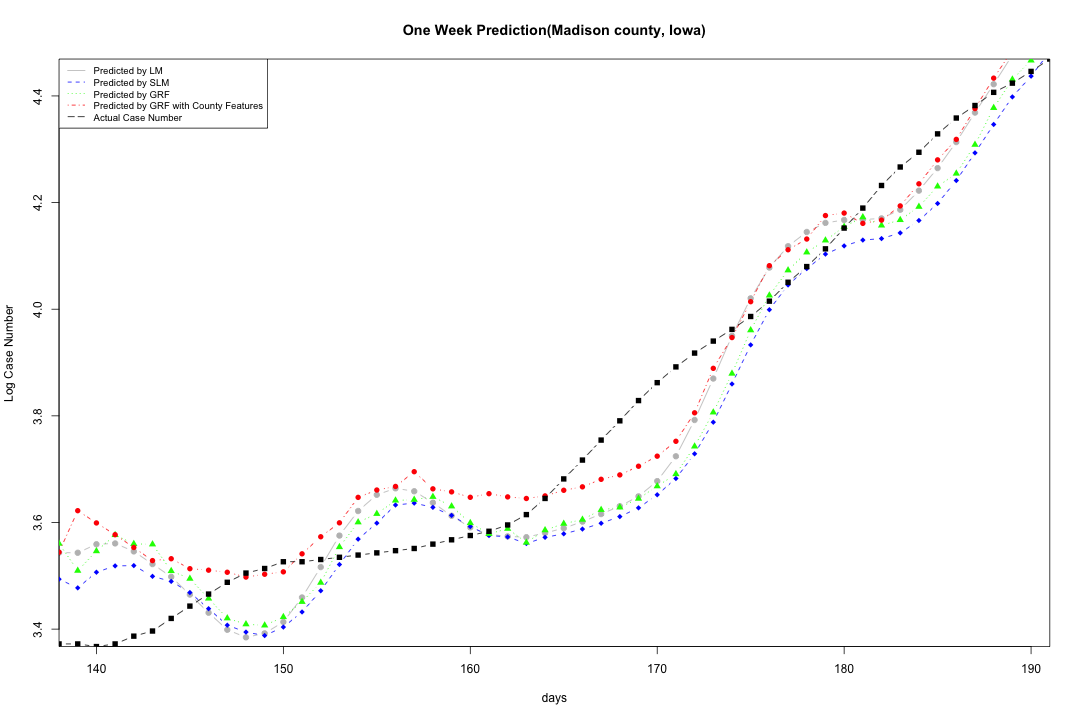 One Week Prediction(Madison county, Iowa)
Predicted by LM
Predicted by SLM
Predicted by GRF
Predicted by GRF with County Features
Actual Case Number
Log Case Number
4.4
4.2
4.0
3.8
3.6
3.4
140 150 160 170 180 190
days